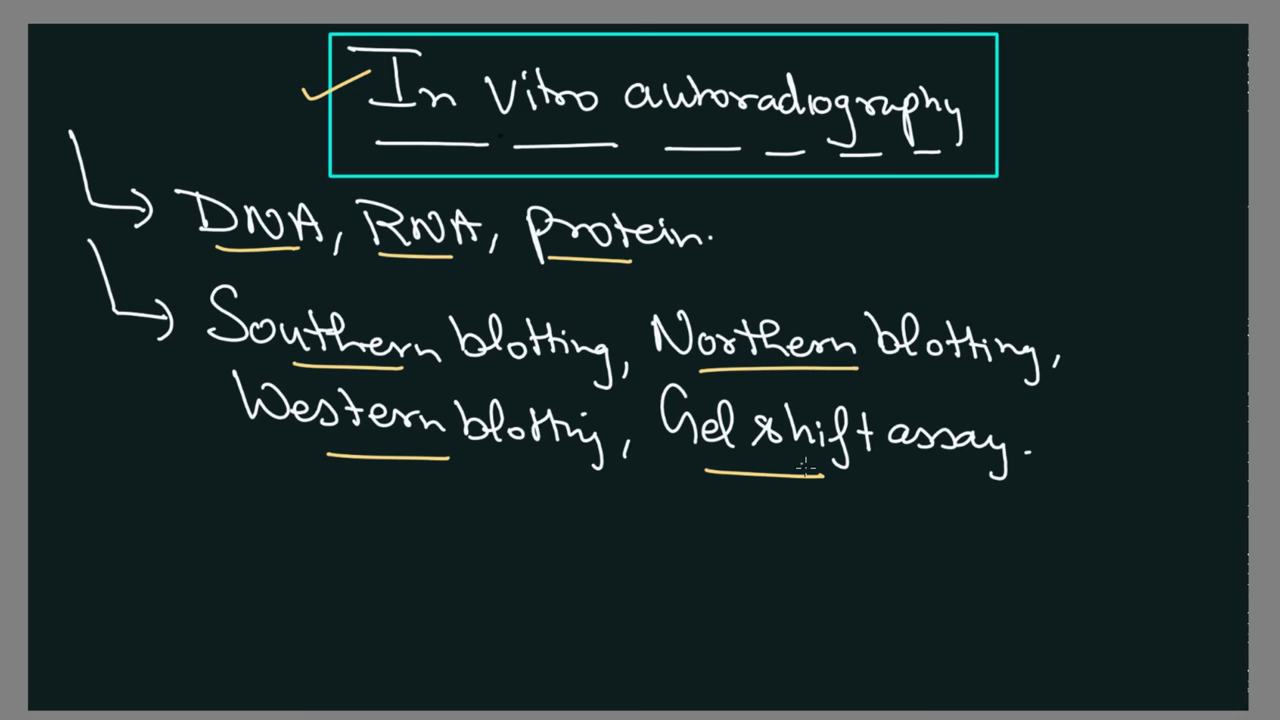 In Vitro autoradiography
DNA, RNA, Protein.
Southern blotting, Northern blotting,
Western blotting, Gel shift assay.